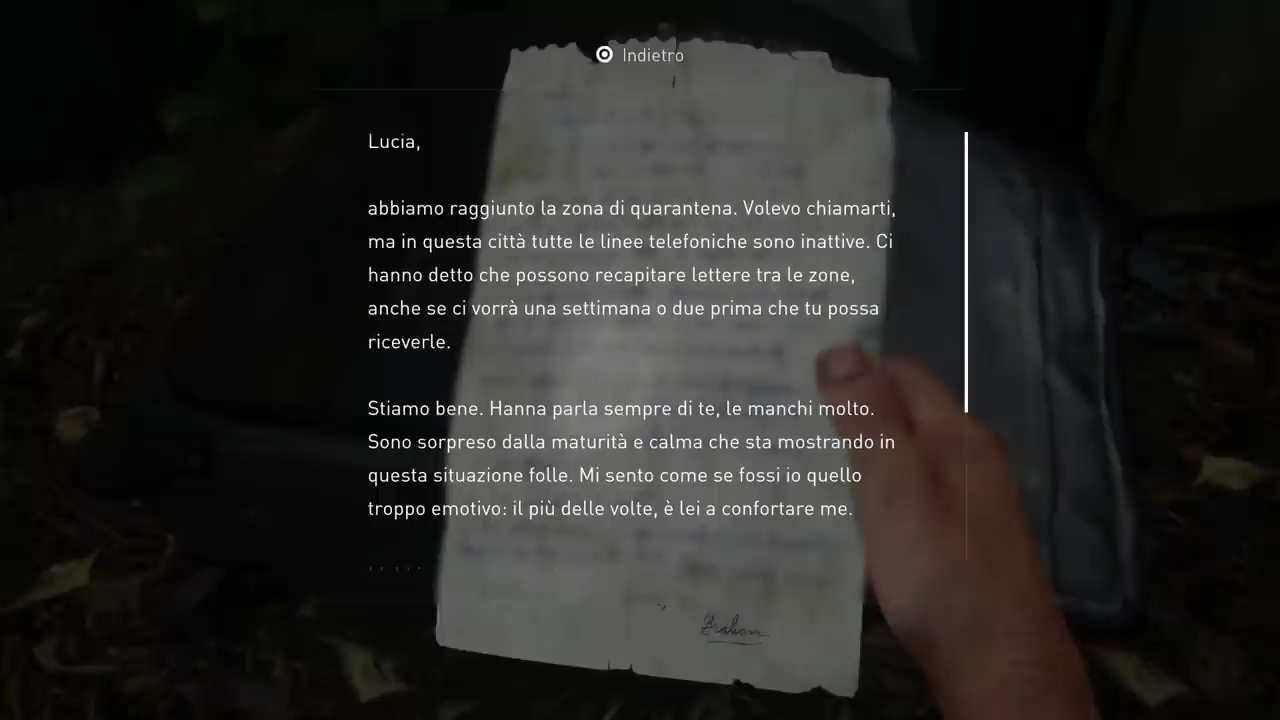 Indietro
Lucia,
abbiamo raggiunto la zona di quarantena. Volevo chiamarti,
ma in questa città tutte le linee telefoniche sono inattive. Ci
hanno detto che possono recapitare lettere tra le zone,
anche se ci vorrà una settimana o due prima che tu possa
riceverle.
Stiamo bene. Hanna parla sempre di te, le manchi molto.
Sono sorpreso dalla maturità e calma che sta mostrando in
questa situazione folle. Mi sento come se fossi io quello
troppo emotivo: il più delle volte, è lei a confortare me.